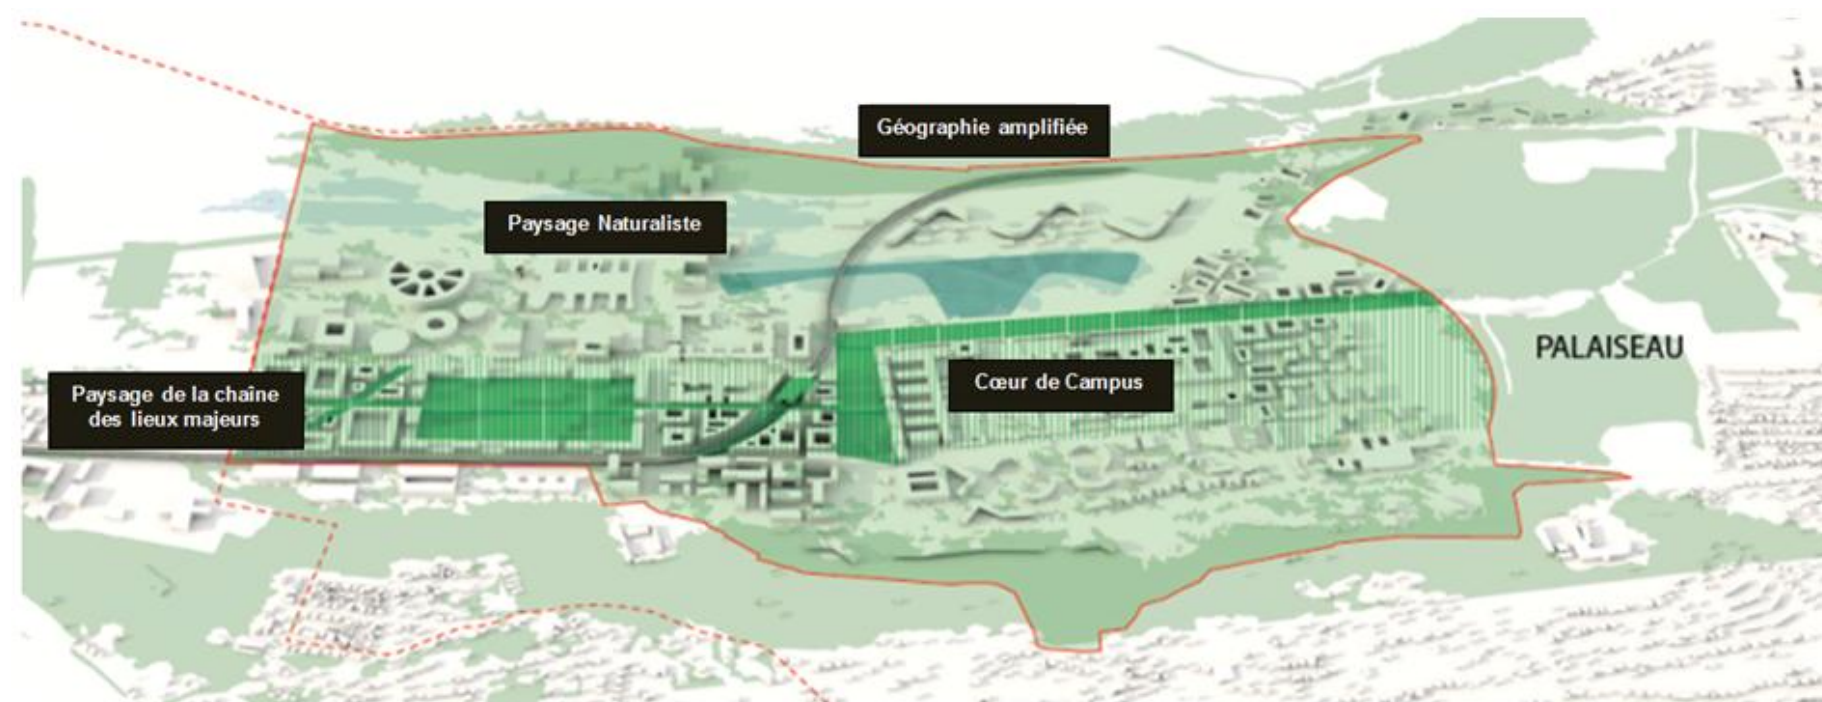 Géographie amplifiée
Paysage Naturaliste
PALAISEAU
Paysage de la chaîne
des lieux majeurs
Cœur de Campus